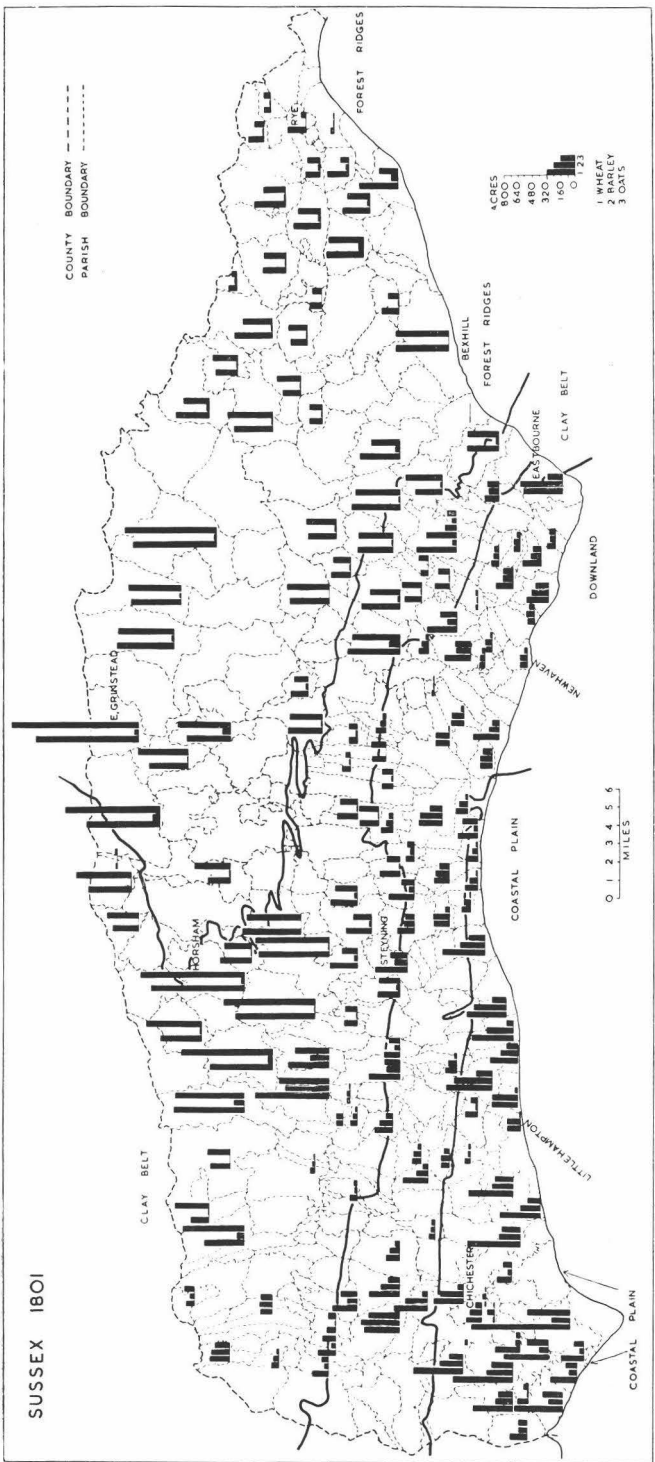 SUSSEX 1801
COUNTY BOUNDARY
PARISH BOUNDARY
CLAY BELT
HORSHAM
E. GRINSTEAD
RYE
FOREST RIDGES
STEYNING
CHICHESTER
BEXHILL
FOREST RIDGES
EASTBOURNE
CLAY BELT
LITTLEHAMPTON
COASTAL PLAIN
NEWHAVEN
DOWNLAND
COASTAL PLAIN
0 1 2 3 4 5 6
MILES
ACRES
800
640
480
320
160
0
1 2 3
1 WHEAT
2 BARLEY
3 OATS